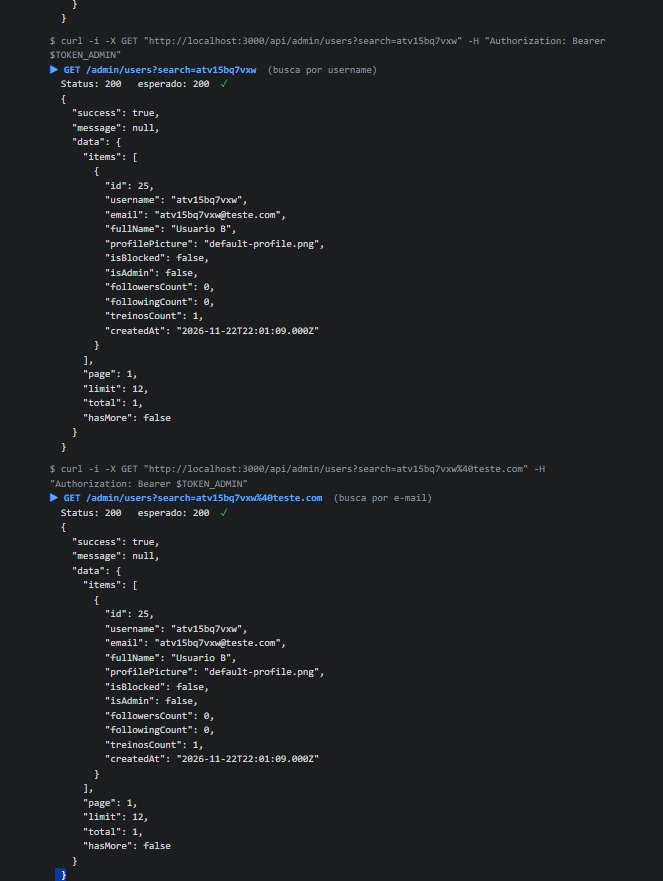 }
  }
$ curl -i -X GET "http://localhost:3000/api/admin/users?search=atv15bq7vxw" -H "Authorization: Bearer
$TOKEN_ADMIN"
▶ GET /admin/users?search=atv15bq7vxw  (busca por username)
  Status: 200   esperado: 200  ✓
  {
    "success": true,
    "message": null,
    "data": {
      "items": [
        {
          "id": 25,
          "username": "atv15bq7vxw",
          "email": "atv15bq7vxw@teste.com",
          "fullName": "Usuario B",
          "profilePicture": "default-profile.png",
          "isBlocked": false,
          "isAdmin": false,
          "followersCount": 0,
          "followingCount": 0,
          "treinosCount": 1,
          "createdAt": "2026-11-22T22:01:09.000Z"
        }
      ],
      "page": 1,
      "limit": 12,
      "total": 1,
      "hasMore": false
    }
  }
$ curl -i -X GET "http://localhost:3000/api/admin/users?search=atv15bq7vxw%40teste.com" -H
"Authorization: Bearer $TOKEN_ADMIN"
▶ GET /admin/users?search=atv15bq7vxw%40teste.com  (busca por e-mail)
  Status: 200   esperado: 200  ✓
  {
    "success": true,
    "message": null,
    "data": {
      "items": [
        {
          "id": 25,
          "username": "atv15bq7vxw",
          "email": "atv15bq7vxw@teste.com",
          "fullName": "Usuario B",
          "profilePicture": "default-profile.png",
          "isBlocked": false,
          "isAdmin": false,
          "followersCount": 0,
          "followingCount": 0,
          "treinosCount": 1,
          "createdAt": "2026-11-22T22:01:09.000Z"
        }
      ],
      "page": 1,
      "limit": 12,
      "total": 1,
      "hasMore": false
    }
  }